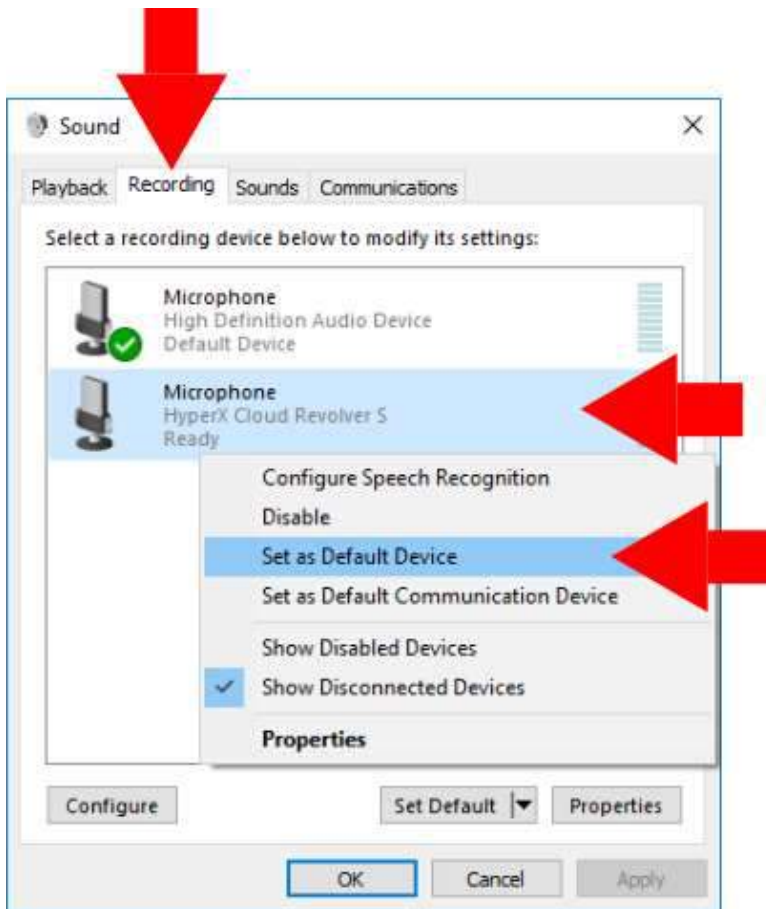 Sound
Playback Recording Sounds Communications
Select a recording device below to modify its settings:
Microphone
High Definition Audio Device
Default Device
Microphone
HyperX Cloud Revolver S
Ready
Configure Speech Recognition
Disable
Set as Default Device
Set as Default Communication Device
Show Disabled Devices
Show Disconnected Devices
Properties
Configure Set Default Properties
OK Cancel Apply